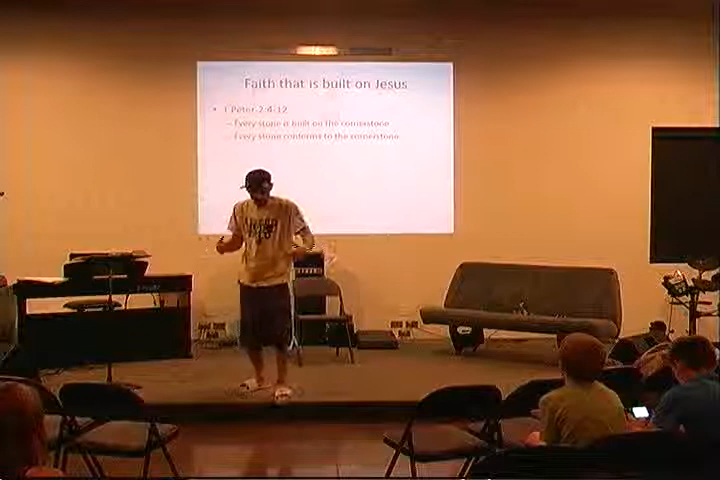 Faith that is built on Jesus
• I Peter 2:4-12
– Every stone is built on the cornerstone
– Every stone conforms to the cornerstone